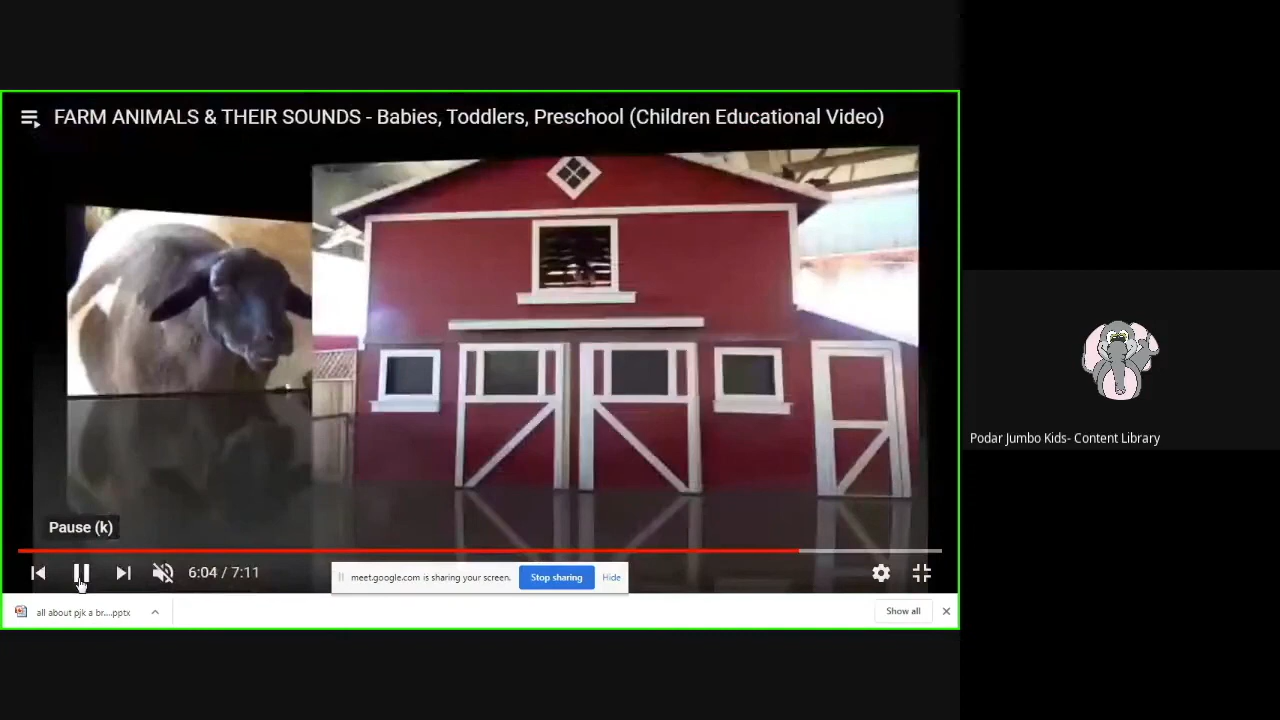 FARM ANIMALS & THEIR SOUNDS - Babies, Toddlers, Preschool (Children Educational Video)
Podar Jumbo Kids- Content Library
Pause (k)
6:04 / 7:11
meet.google.com is sharing your screen. Stop sharing Hide
all about pjk a br....pptx Show all